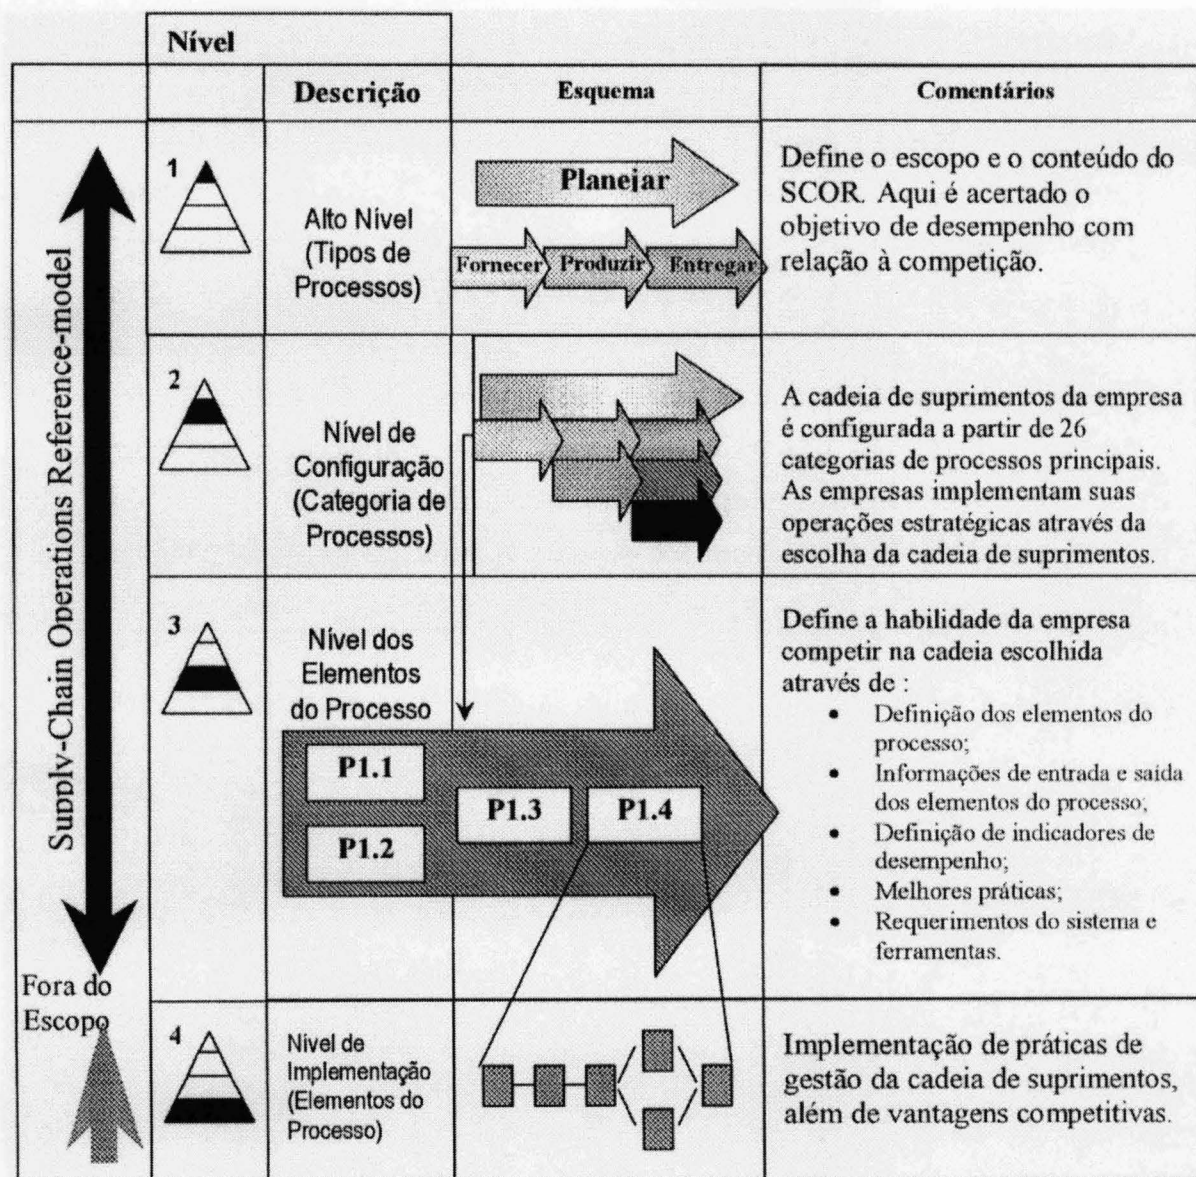 Nível
Descrição
Esquema
Comentários
Supply-Chain Operations Reference-model
1
Alto Nível
(Tipos de
Processos)
Planejar
Fornecer
Produzir
Entregar
Define o escopo e o conteúdo do
SCOR. Aqui é acertado o
objetivo de desempenho com
relação à competição.
2
Nível de
Configuração
(Categoria de
Processos)
A cadeia de suprimentos da empresa
é configurada a partir de 26
categorias de processos principais.
As empresas implementam suas
operações estratégicas através da
escolha da cadeia de suprimentos.
3
Nível dos
Elementos
do Processo
P1.1
P1.2
P1.3
P1.4
Define a habilidade da empresa
competir na cadeia escolhida
através de :
• Definição dos elementos do
processo;
• Informações de entrada e saída
dos elementos do processo;
• Definição de indicadores de
desempenho;
• Melhores práticas;
• Requerimentos do sistema e
ferramentas.
Fora do
Escopo
4
Nível de
Implementação
(Elementos do
Processo)
Implementação de práticas de
gestão da cadeia de suprimentos,
além de vantagens competitivas.